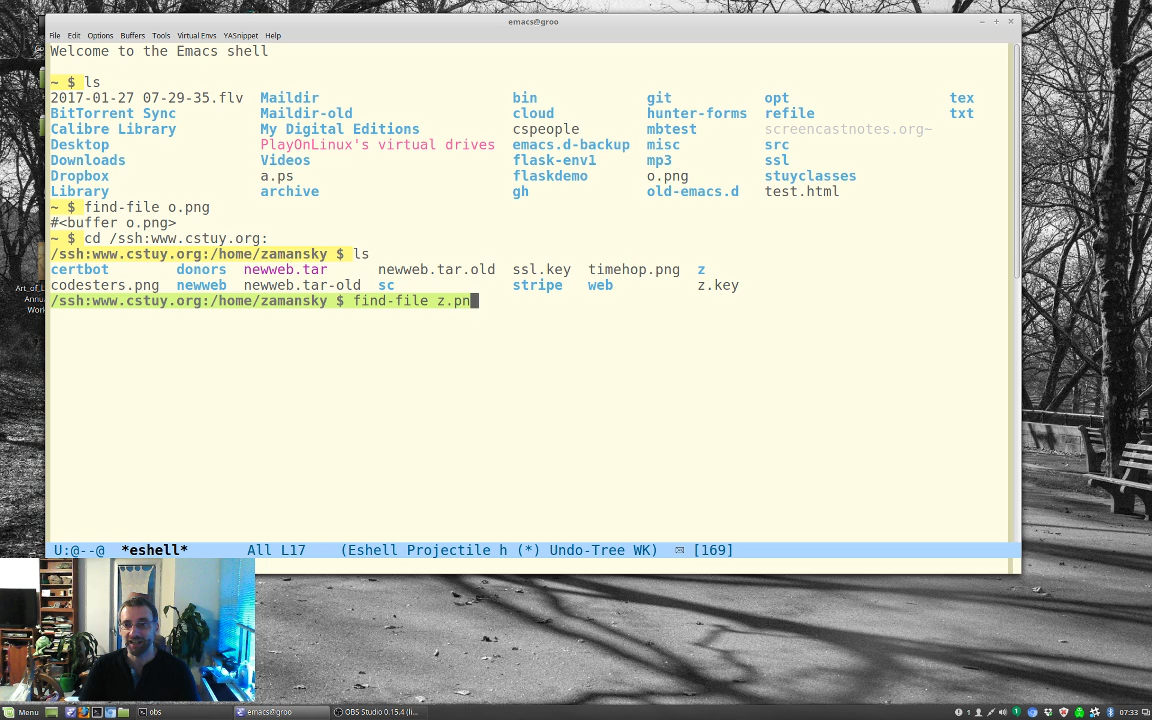 emacs@groo
File Edit Options Buffers Tools Virtual Envs YASnippet Help
Welcome to the Emacs shell
~ $ ls
2017-01-27 07-29-35.flv Maildir bin git opt tex
BitTorrent Sync Maildir-old cloud hunter-forms refile txt
Calibre Library My Digital Editions cspeople mbtest screencastnotes.org~
Desktop PlayOnLinux's virtual drives emacs.d-backup misc src
Downloads Videos flask-env1 mp3 ssl
Dropbox a.ps flaskdemo o.png stuyclasses
Library archive gh old-emacs.d test.html
~ $ find-file o.png
#<buffer o.png>
~ $ cd /ssh:www.cstuy.org:
/ssh:www.cstuy.org:/home/zamansky $ ls
certbot donors newweb.tar newweb.tar.old ssl.key timehop.png z
codesters.png newweb newweb.tar-old sc stripe web z.key
/ssh:www.cstuy.org:/home/zamansky $ find-file z.pn
U:@--@ *eshell* All L17 (Eshell Projectile h (*) Undo-Tree WK) [169]
Art_of_L
Annu
Work
Menu obs emacs@groo OBS Studio 0.15.4 (li... 1 07:33